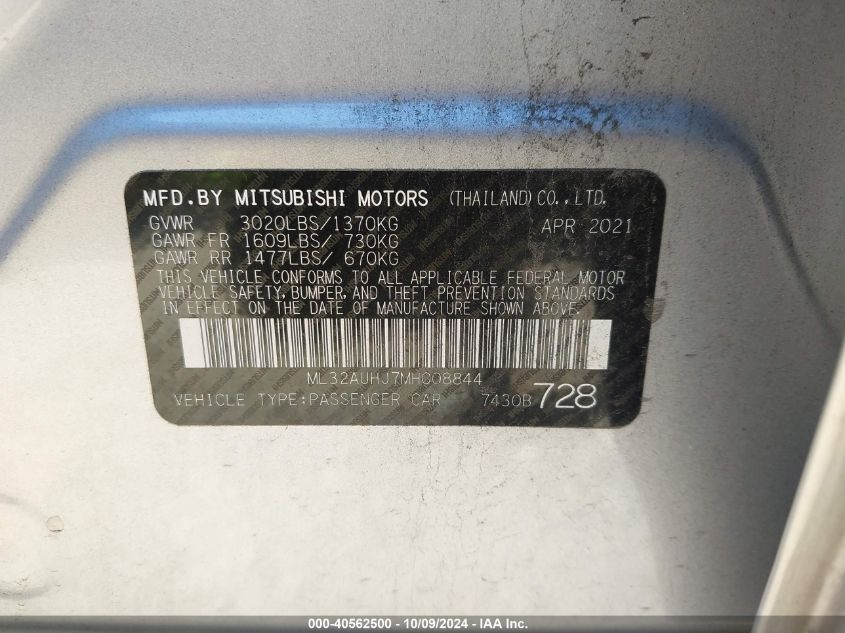 MFD.BY MITSUBISHI MOTORS (THAILAND)CO.,LTD.
GVWR 3020LBS/1370KG APR 2021
GAWR FR 1609LBS/ 730KG
GAWR RR 1477LBS/ 670KG
THIS VEHICLE CONFORMS TO ALL APPLICABLE FEDERAL MOTOR
VEHICLE SAFETY, BUMPER, AND THEFT PREVENTION STANDARDS
IN EFFECT ON THE DATE OF MANUFACTURE SHOWN ABOVE.
ML32AUHJ7MH008844
VEHICLE TYPE:PASSENGER CAR 7430B 728
000-40562500 - 10/09/2024 - IAA Inc.